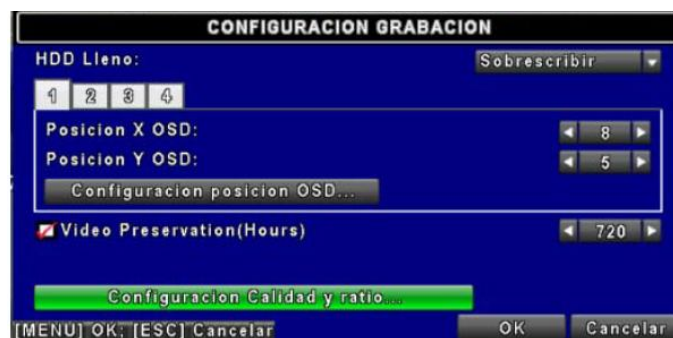 CONFIGURACION GRABACION
HDD Lleno: Sobrescribir
1 2 3 4
Posicion X OSD: 8
Posicion Y OSD: 5
Configuracion posicion OSD...
Video Preservation(Hours) 720
Configuracion Calidad y ratio...
[MENU] OK; [ESC] Cancelar OK Cancelar